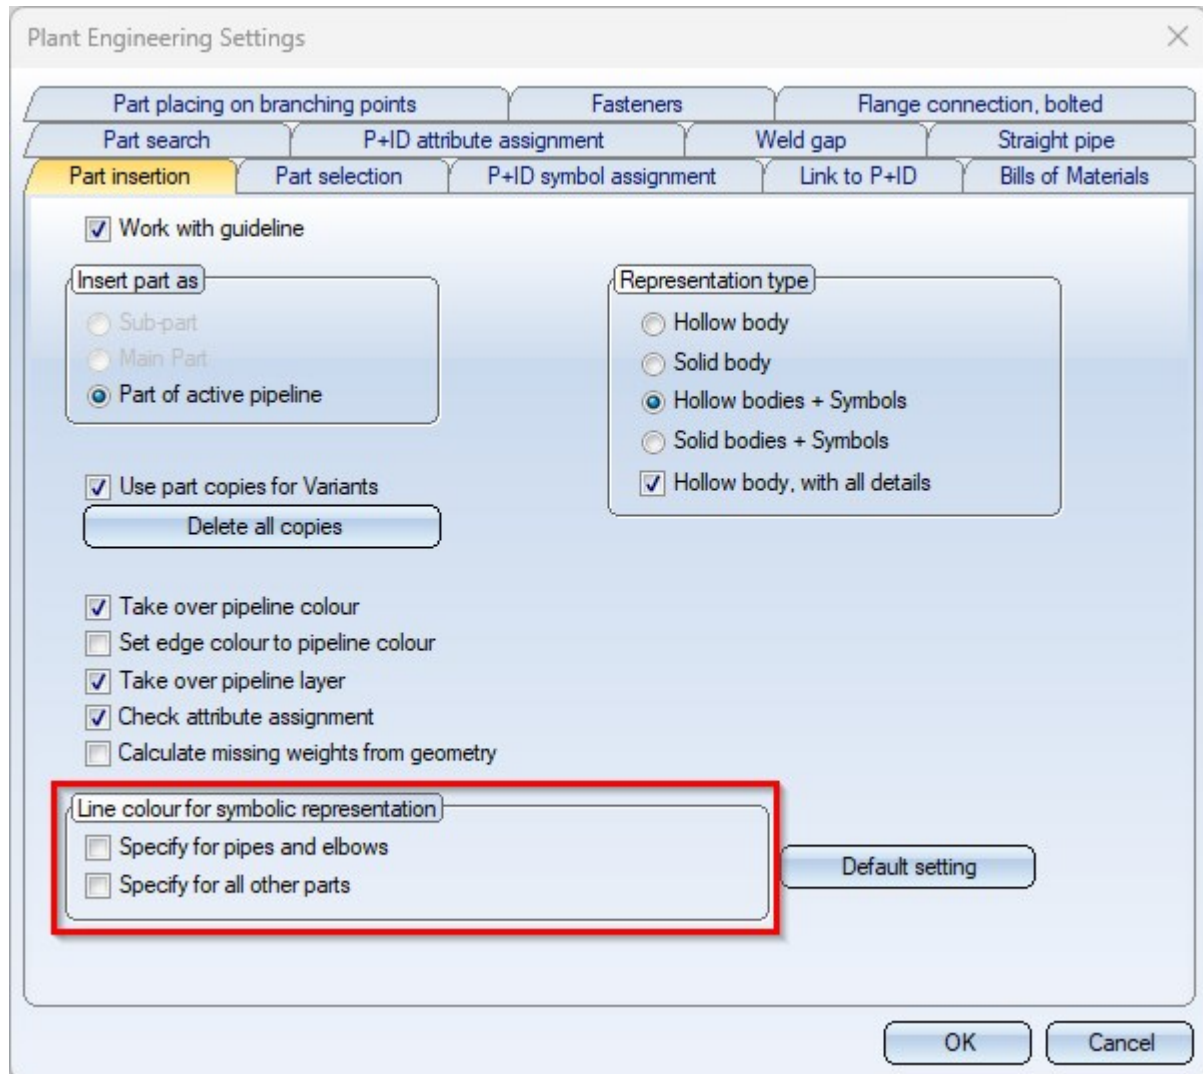 Plant Engineering Settings
Part placing on branching points
Fasteners
Flange connection, bolted
Part search
P+ID attribute assignment
Weld gap
Straight pipe
Part insertion
Part selection
P+ID symbol assignment
Link to P+ID
Bills of Materials
Work with guideline
Insert part as
Sub-part
Main Part
Part of active pipeline
Representation type
Hollow body
Solid body
Hollow bodies + Symbols
Solid bodies + Symbols
Hollow body, with all details
Use part copies for Variants
Delete all copies
Take over pipeline colour
Set edge colour to pipeline colour
Take over pipeline layer
Check attribute assignment
Calculate missing weights from geometry
Line colour for symbolic representation
Specify for pipes and elbows
Specify for all other parts
Default setting
OK
Cancel